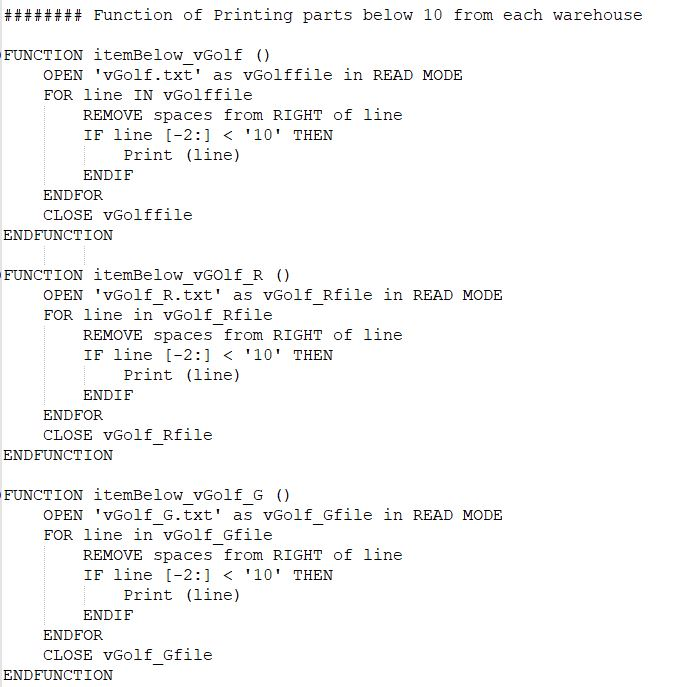 ######## Function of Printing parts below 10 from each warehouse
FUNCTION itemBelow_vGolf ()
OPEN 'vGolf.txt' as vGolffile in READ MODE
FOR line IN vGolffile
REMOVE spaces from RIGHT of line
IF line [-2:] < '10' THEN
Print (line)
ENDIF
ENDFOR
CLOSE vGolffile
ENDFUNCTION
FUNCTION itemBelow_vGOlf_R ()
OPEN 'vGolf_R.txt' as vGolf_Rfile in READ MODE
FOR line in vGolf_Rfile
REMOVE spaces from RIGHT of line
IF line [-2:] < '10' THEN
Print (line)
ENDIF
ENDFOR
CLOSE vGolf_Rfile
ENDFUNCTION
FUNCTION itemBelow_vGolf_G ()
OPEN 'vGolf_G.txt' as vGolf_Gfile in READ MODE
FOR line in vGolf_Gfile
REMOVE spaces from RIGHT of line
IF line [-2:] < '10' THEN
Print (line)
ENDIF
ENDFOR
CLOSE vGolf_Gfile
ENDFUNCTION